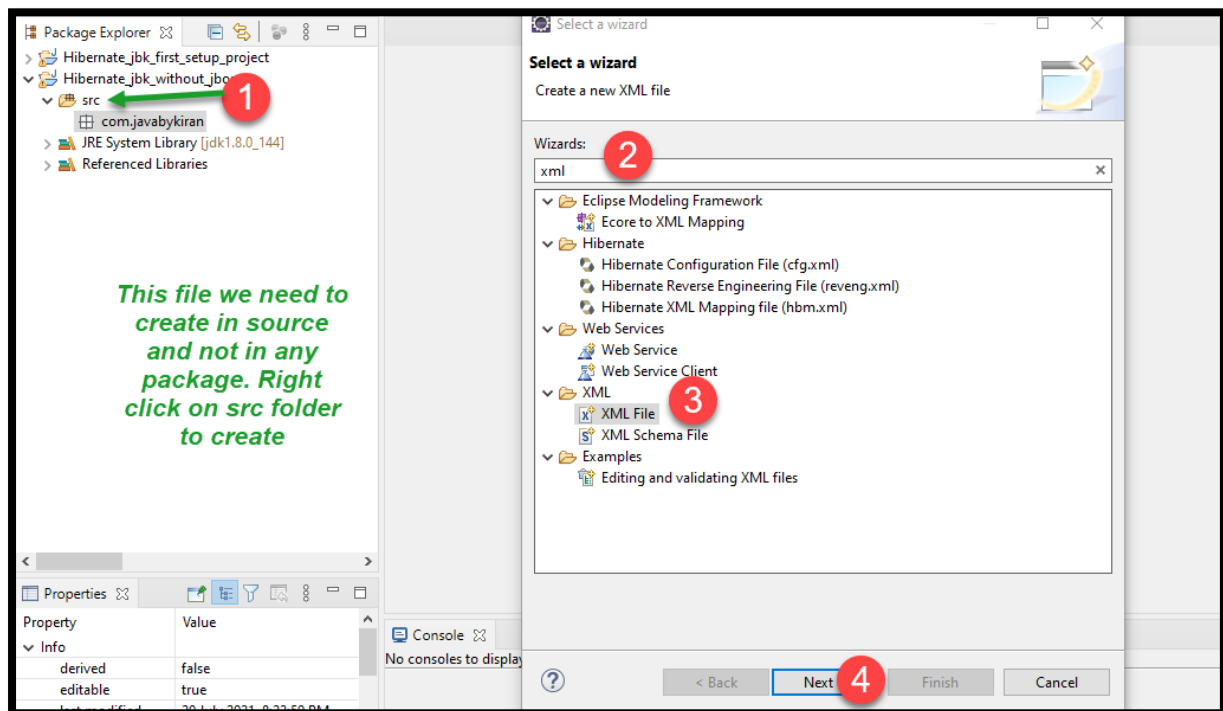 Package Explorer
Hibernate_jbk_first_setup_project
Hibernate_jbk_without_jbo
src
com.javabykiran
JRE System Library [jdk1.8.0_144]
Referenced Libraries
1
This file we need to
create in source
and not in any
package. Right
click on src folder
to create
Properties
Property Value
Info
derived false
editable true
Console
No consoles to display
Select a wizard
Select a wizard
Create a new XML file
Wizards:
2
xml
Eclipse Modeling Framework
Ecore to XML Mapping
Hibernate
Hibernate Configuration File (cfg.xml)
Hibernate Reverse Engineering File (reveng.xml)
Hibernate XML Mapping file (hbm.xml)
Web Services
Web Service
Web Service Client
XML
3
XML File
XML Schema File
Examples
Editing and validating XML files
?
< Back
Next
4
Finish
Cancel